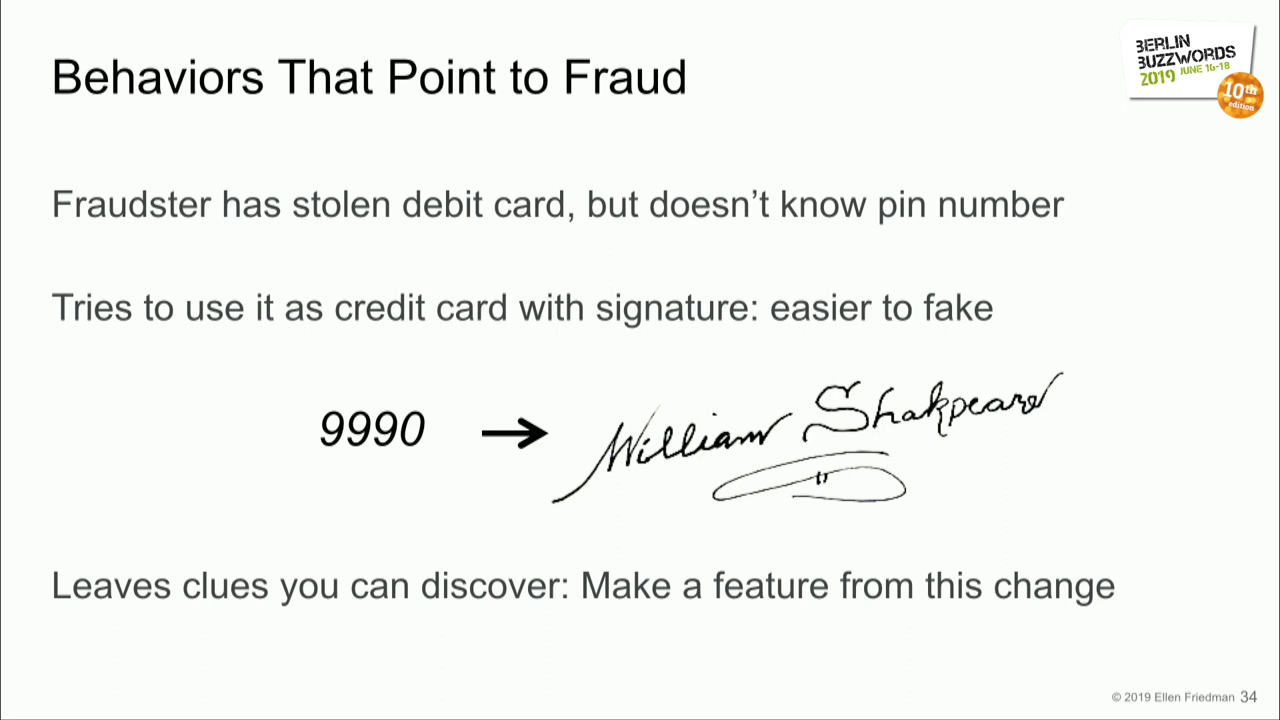 Behaviors That Point to Fraud
BERLIN
BUZZWORDS
2019 JUNE 16-18
10th
edition
Fraudster has stolen debit card, but doesn’t know pin number
Tries to use it as credit card with signature: easier to fake
9990 → William Shakpeare
Leaves clues you can discover: Make a feature from this change
© 2019 Ellen Friedman 34